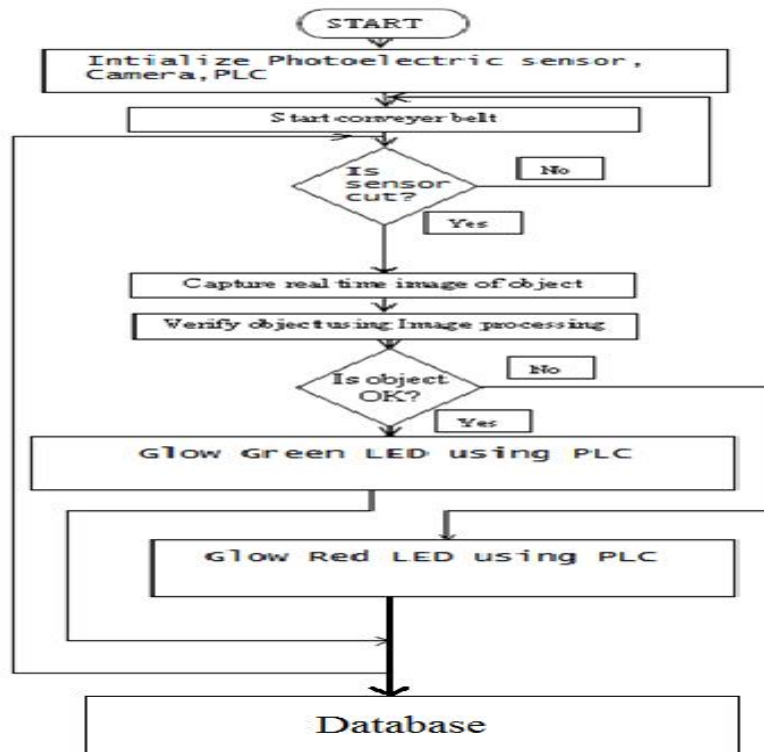 START
Intialize Photoelectric sensor,
Camera,PLC
Start conveyer belt
Is
sensor
cut?
No
Yes
Capture real time image of object
Verify object using Image processing
Is object
OK?
No
Yes
Glow Green LED using PLC
Glow Red LED using PLC
Database